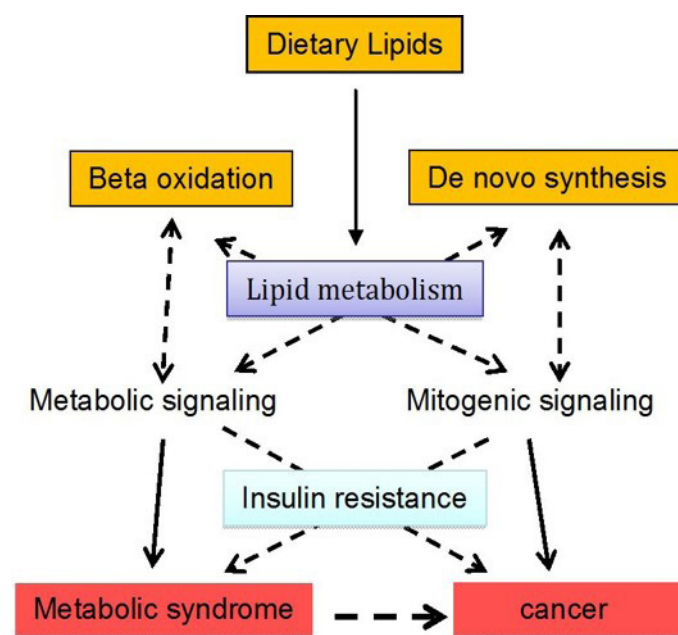 Dietary Lipids
Beta oxidation
De novo synthesis
Lipid metabolism
Metabolic signaling
Mitogenic signaling
Insulin resistance
Metabolic syndrome
cancer